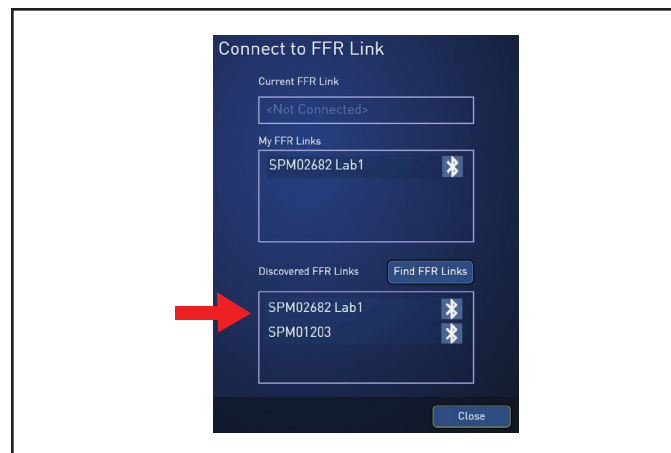 Connect to FFR Link
Current FFR Link
<Not Connected>
My FFR Links
SPM02682 Lab1
Discovered FFR Links
Find FFR Links
SPM02682 Lab1
SPM01203
Close